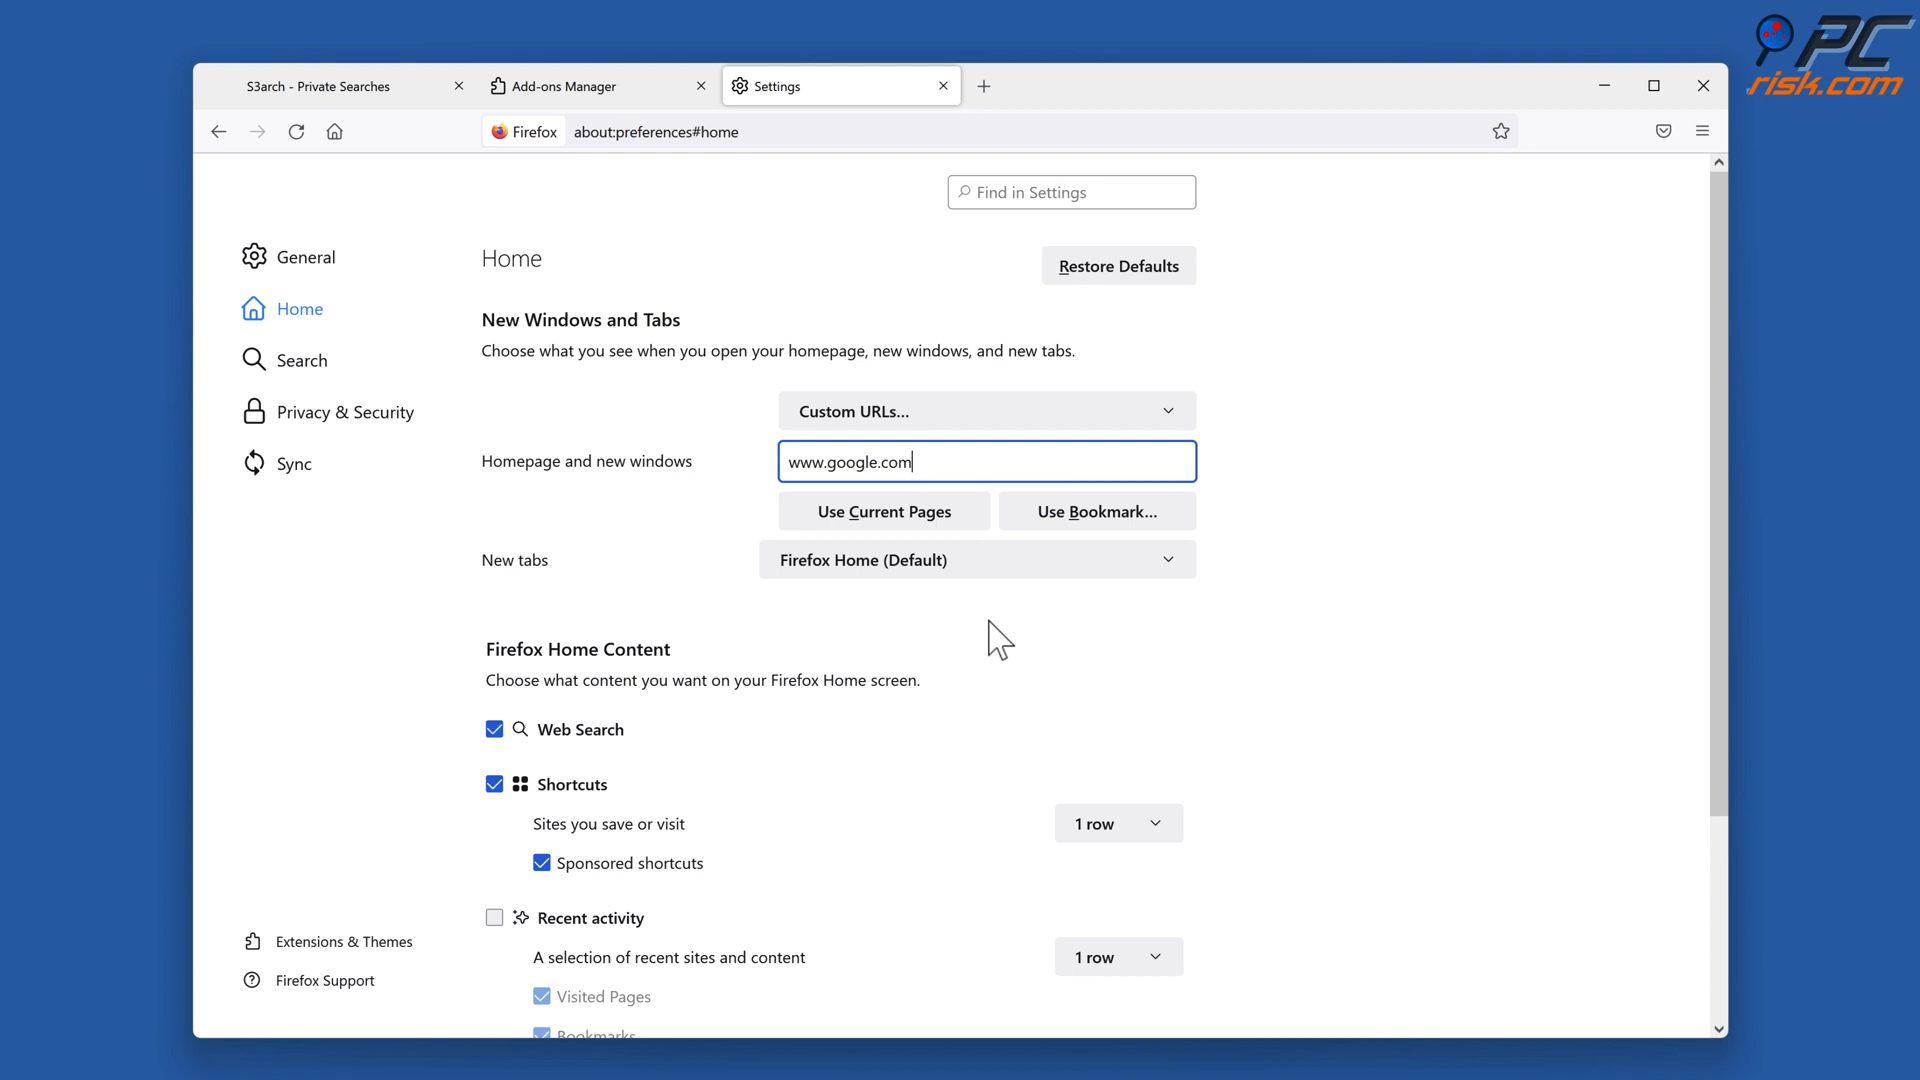 PC
risk.com
S3arch - Private Searches
Add-ons Manager
Settings
Firefox
about:preferences#home
Find in Settings
General
Home
Search
Privacy & Security
Sync
Home
Restore Defaults
New Windows and Tabs
Choose what you see when you open your homepage, new windows, and new tabs.
Custom URLs...
Homepage and new windows
www.google.com
Use Current Pages
Use Bookmark...
New tabs
Firefox Home (Default)
Firefox Home Content
Choose what content you want on your Firefox Home screen.
Web Search
Shortcuts
Sites you save or visit
1 row
Sponsored shortcuts
Recent activity
A selection of recent sites and content
1 row
Visited Pages
Bookmarks
Extensions & Themes
Firefox Support